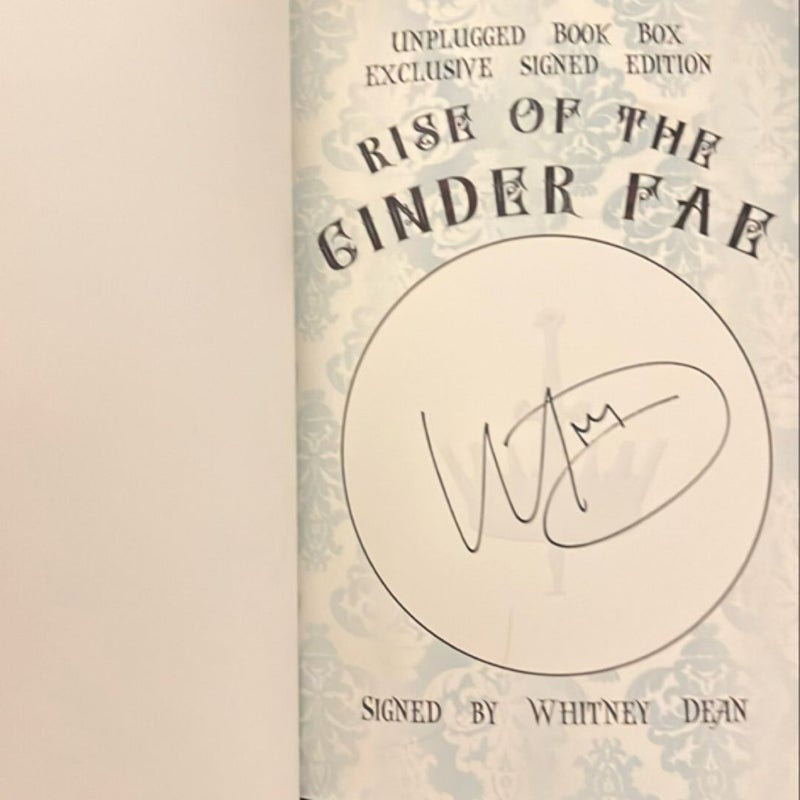 UNPLUGGED BOOK BOX
EXCLUSIVE SIGNED EDITION
RISE OF THE
CINDER FAE
SIGNED BY WHITNEY DEAN